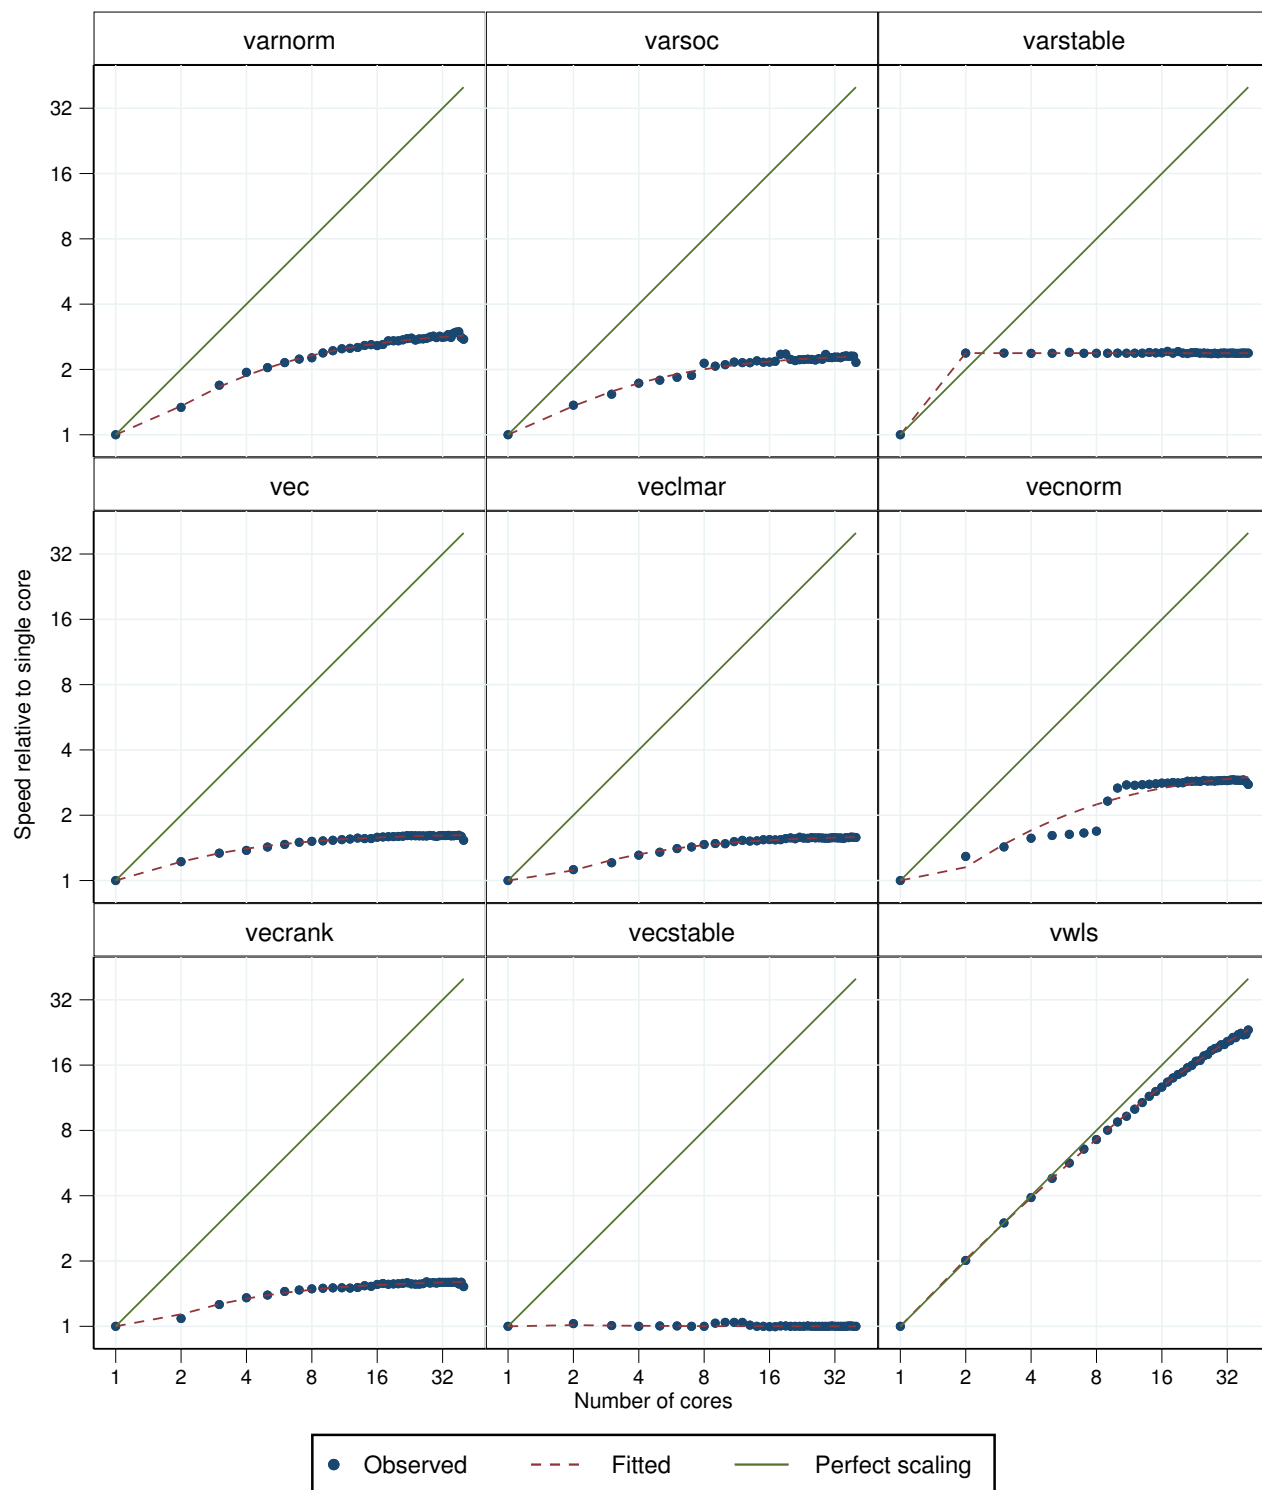 varnorm varsoc varstable
32
16
8
4
2
1
vec veclmar vecnorm
32
16
8
4
2
1
Speed relative to single core
vecrank vecstable vwls
32
16
8
4
2
1
1 2 4 8 16 32 1 2 4 8 16 32 1 2 4 8 16 32
Number of cores
Observed Fitted Perfect scaling